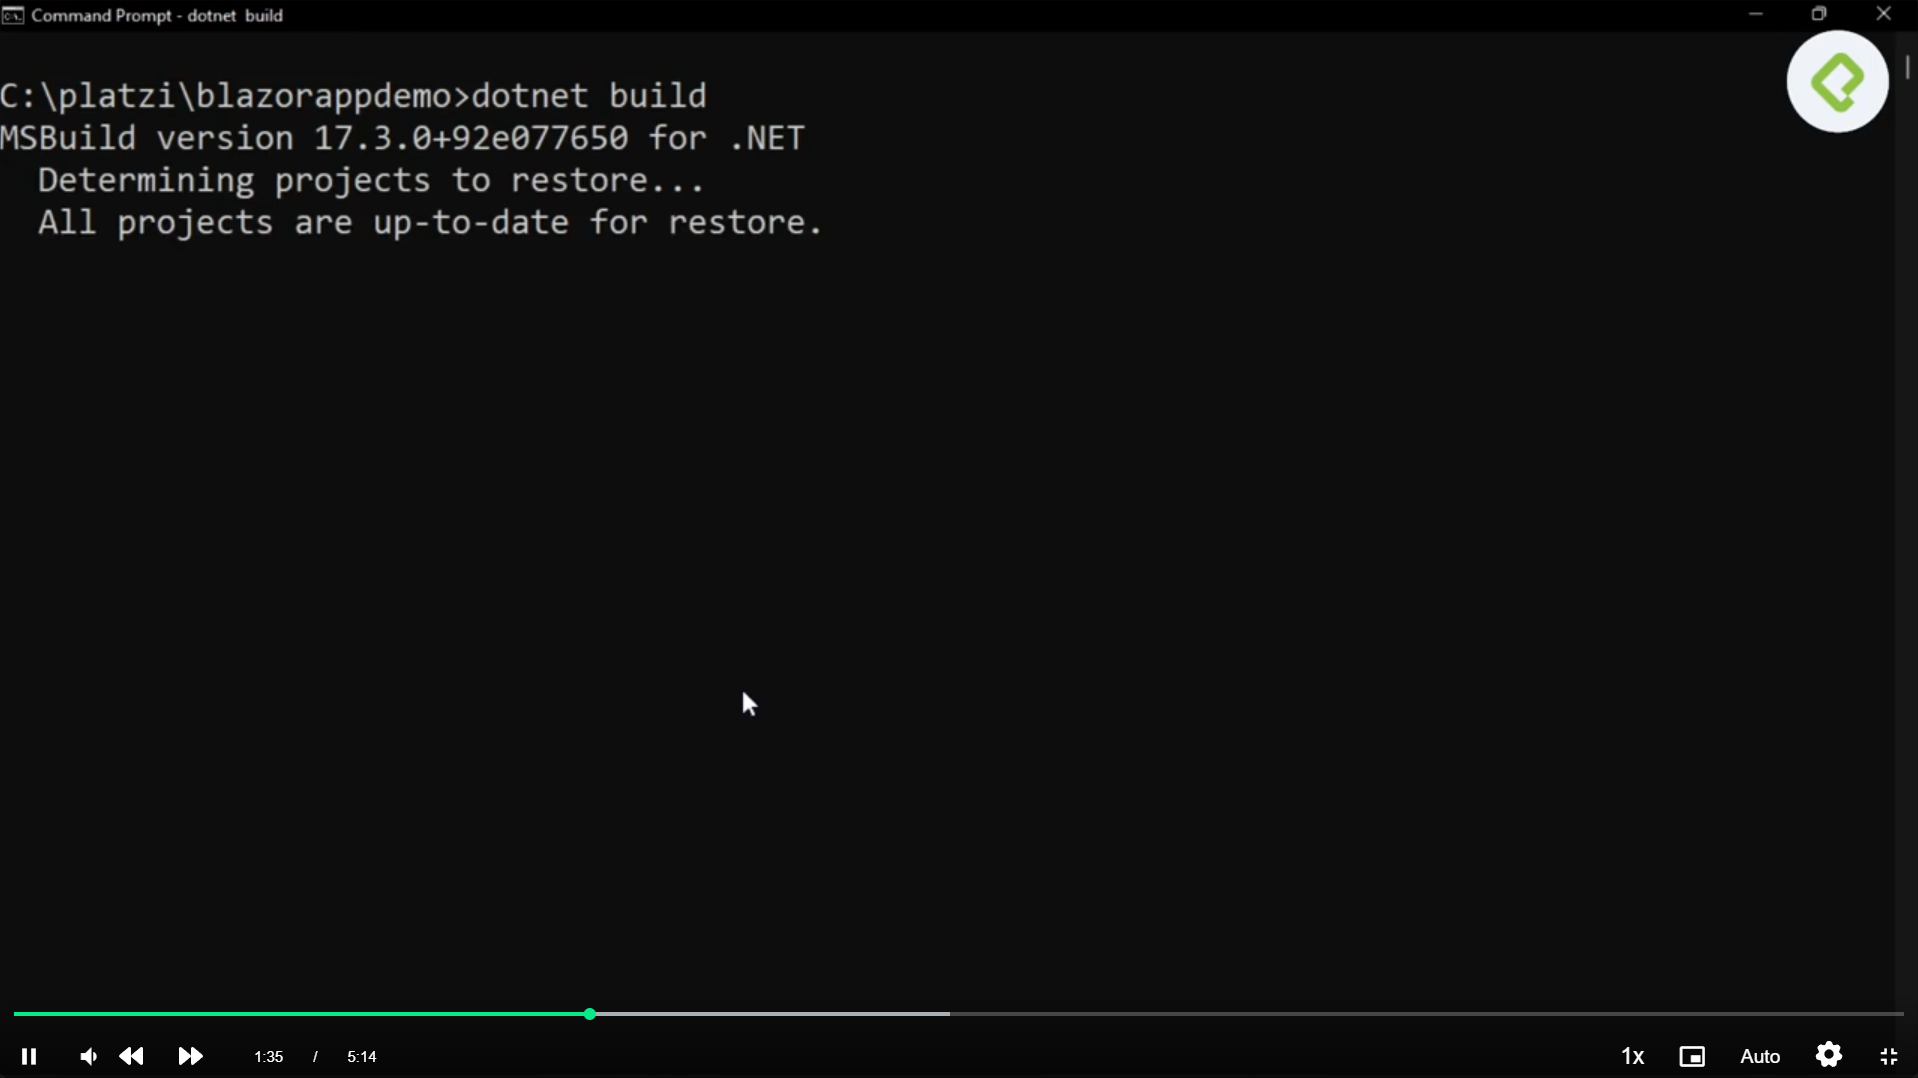 Command Prompt - dotnet  build
C:\platzi\blazorappdemo>dotnet build
MSBuild version 17.3.0+92e077650 for .NET
  Determining projects to restore...
  All projects are up-to-date for restore.
1:35 / 5:14
1x Auto